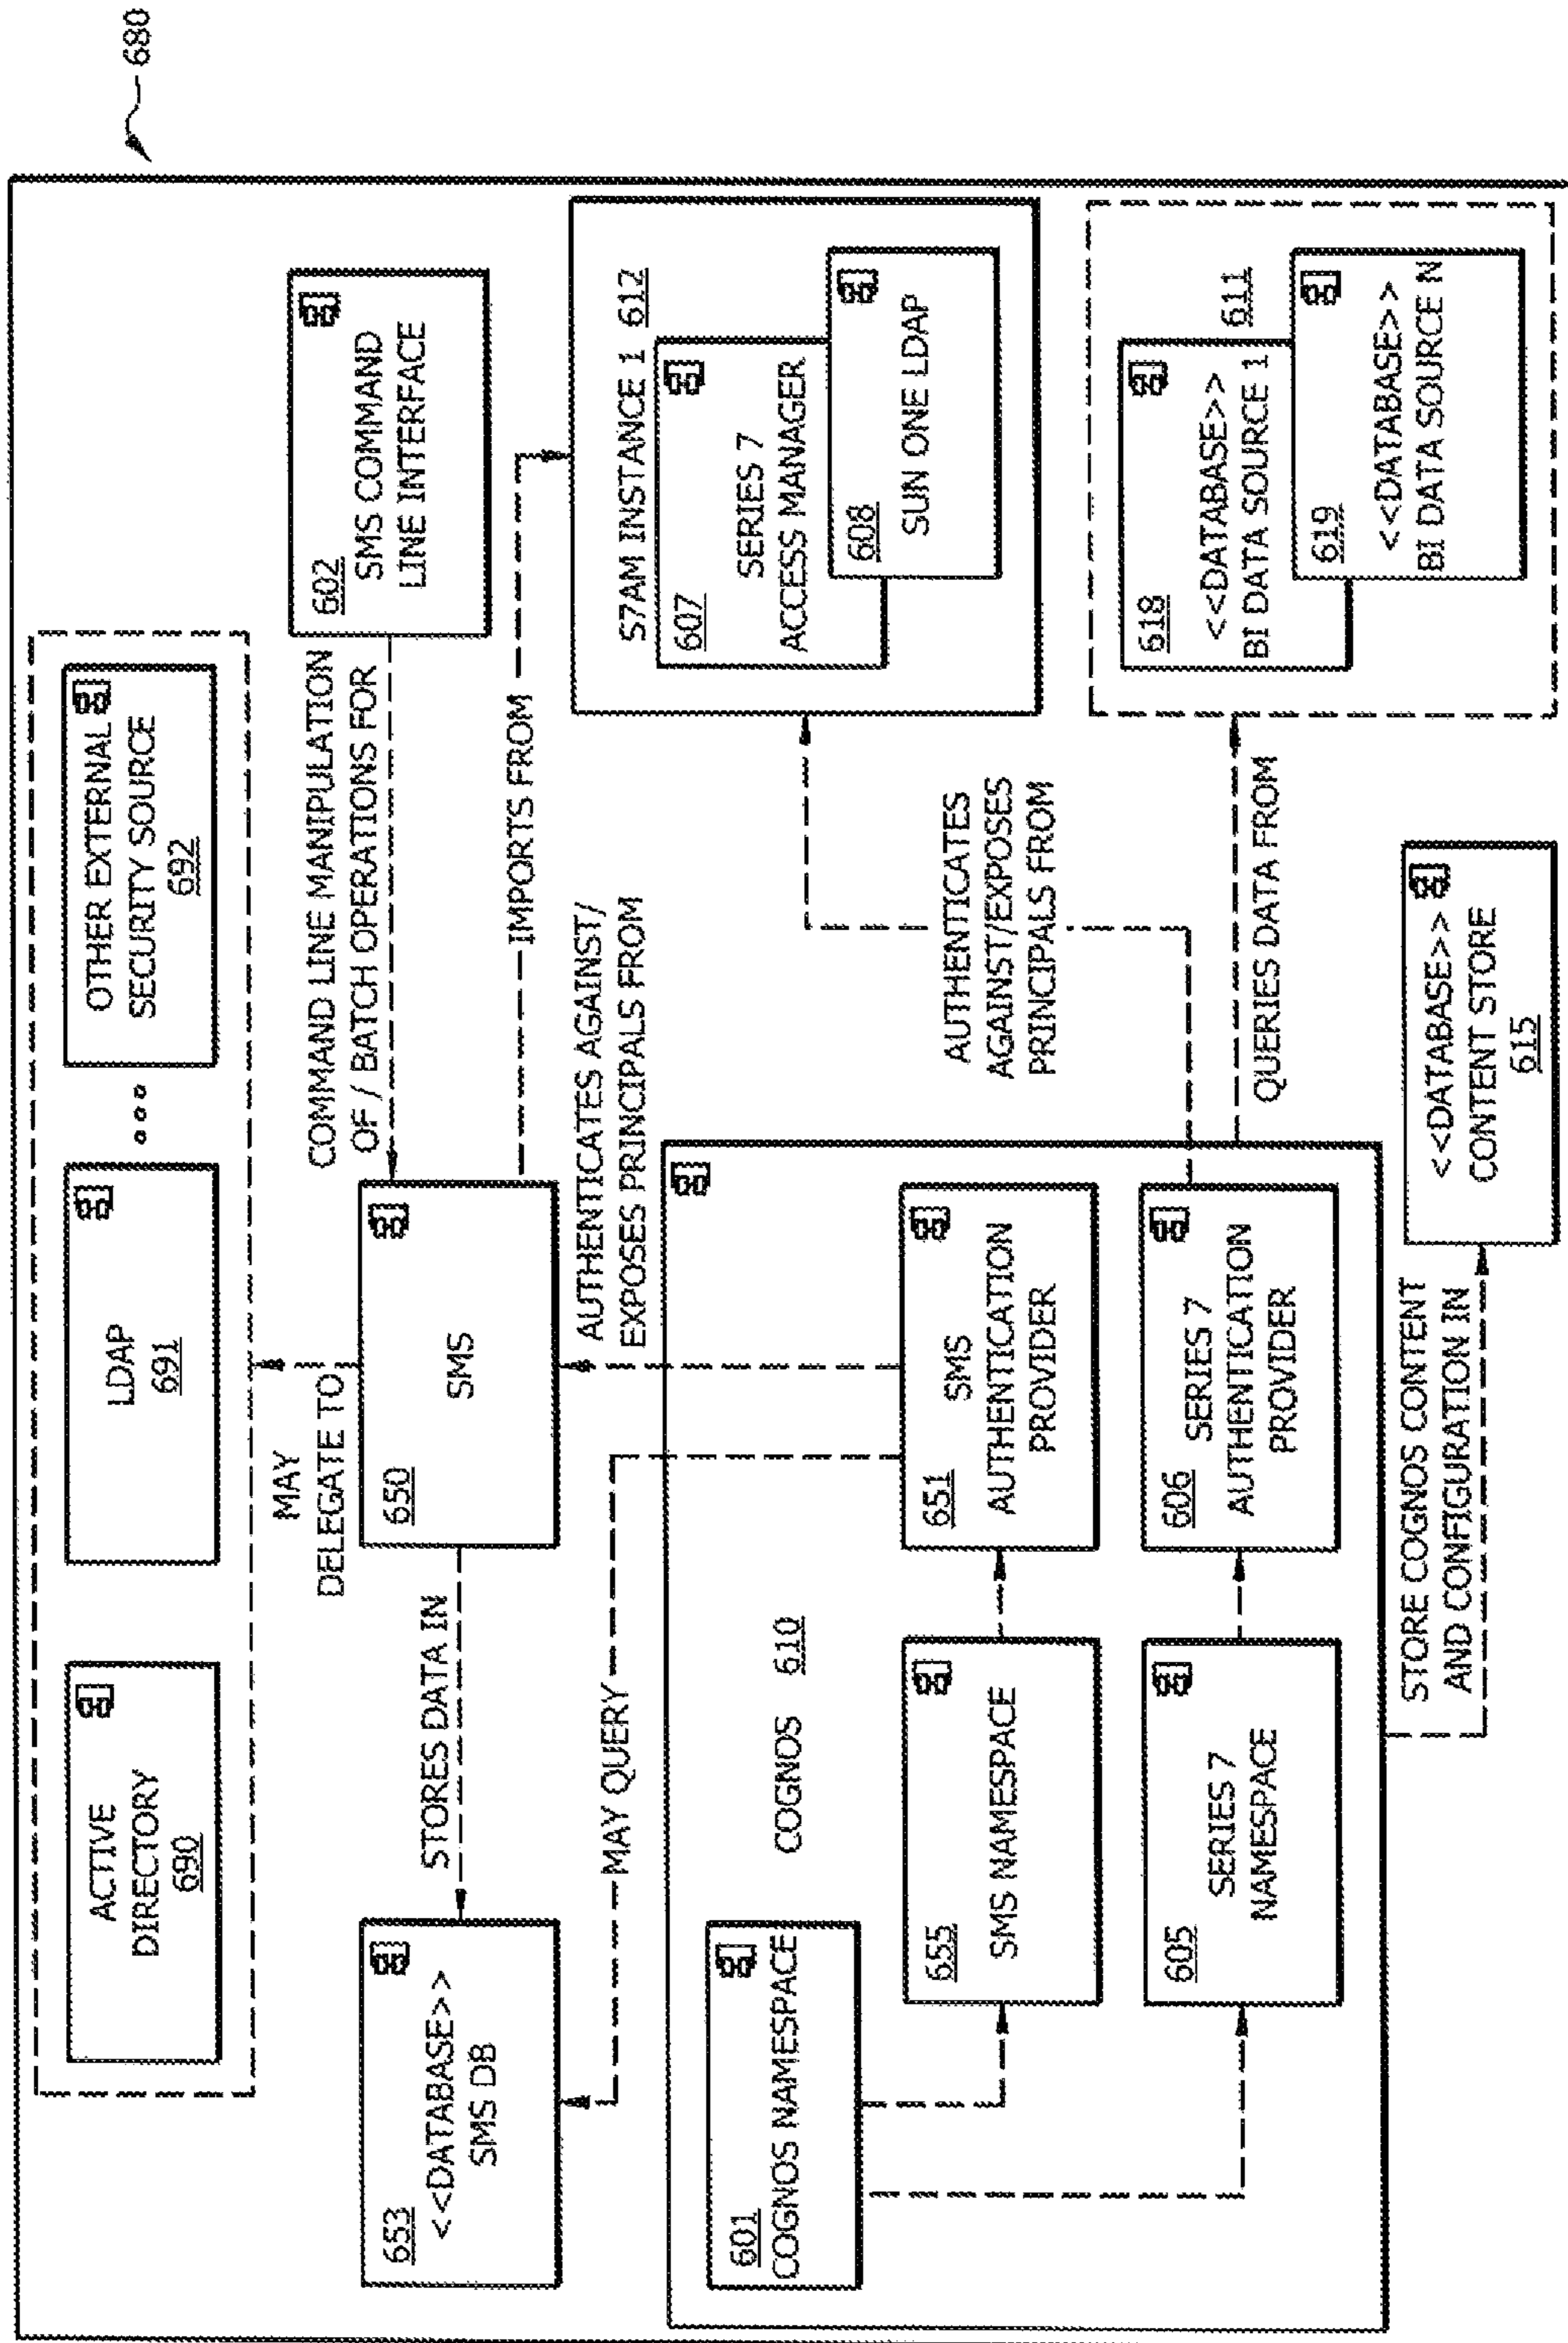 680
ACTIVE
DIRECTORY
690
LDAP
691
OTHER EXTERNAL
SECURITY SOURCE
692
MAY
DELEGATE TO
653
<<DATABASE>>
SMS DB
STORES DATA IN
650
SMS
COMMAND LINE MANIPULATION
OF / BATCH OPERATIONS FOR
602
SMS COMMAND
LINE INTERFACE
IMPORTS FROM
MAY QUERY
AUTHENTICATES AGAINST/
EXPOSES PRINCIPALS FROM
S7AM INSTANCE 1 612
607
SERIES 7
ACCESS MANAGER
608
SUN ONE LDAP
COGNOS 610
601
COGNOS NAMESPACE
655
SMS NAMESPACE
651
SMS
AUTHENTICATION
PROVIDER
605
SERIES 7
NAMESPACE
606
SERIES 7
AUTHENTICATION
PROVIDER
AUTHENTICATES
AGAINST/EXPOSES
PRINCIPALS FROM
QUERIES DATA FROM
618
<<DATABASE>>
BI DATA SOURCE 1
611
619
<<DATABASE>>
BI DATA SOURCE N
STORE COGNOS CONTENT
AND CONFIGURATION IN
<<DATABASE>>
CONTENT STORE
615